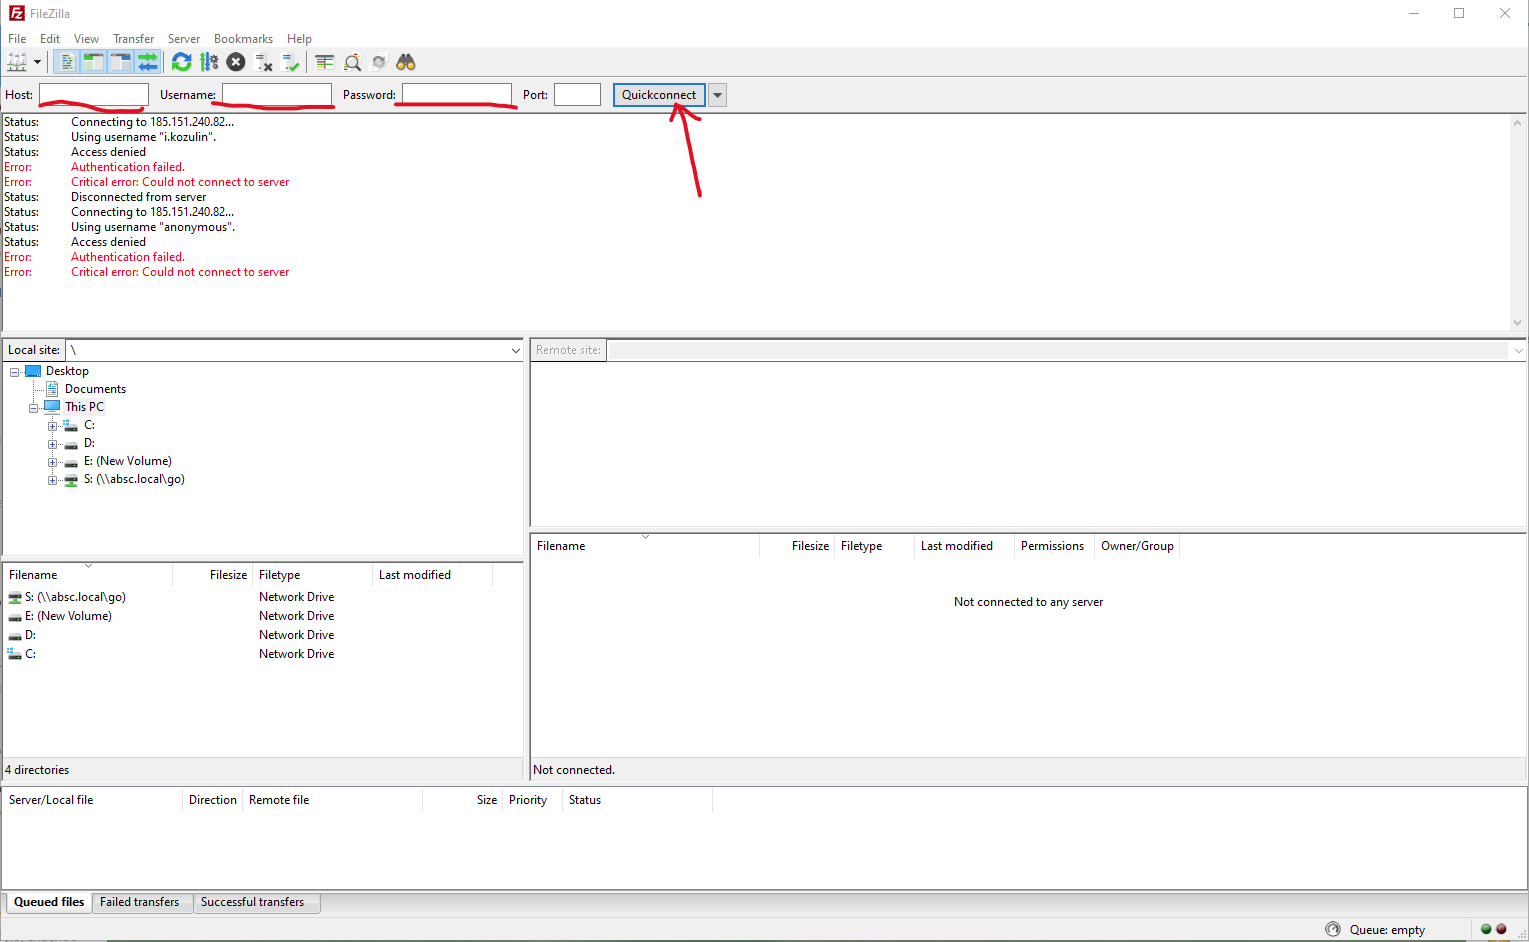 FileZilla
File Edit View Transfer Server Bookmarks Help
Host: Username: Password: Port: Quickconnect
Status: Connecting to 185.151.240.82...
Status: Using username "i.kozulin".
Status: Access denied
Error: Authentication failed.
Error: Critical error: Could not connect to server
Status: Disconnected from server
Status: Connecting to 185.151.240.82...
Status: Using username "anonymous".
Status: Access denied
Error: Authentication failed.
Error: Critical error: Could not connect to server
Local site: \
Desktop
Documents
This PC
C:
D:
E: (New Volume)
S: (\\absc.local\go)
Filename Filesize Filetype Last modified
S: (\\absc.local\go) Network Drive
E: (New Volume) Network Drive
D: Network Drive
C: Network Drive
4 directories
Remote site:
Filename Filesize Filetype Last modified Permissions Owner/Group
Not connected to any server
Not connected.
Server/Local file Direction Remote file Size Priority Status
Queued files Failed transfers Successful transfers
Queue: empty